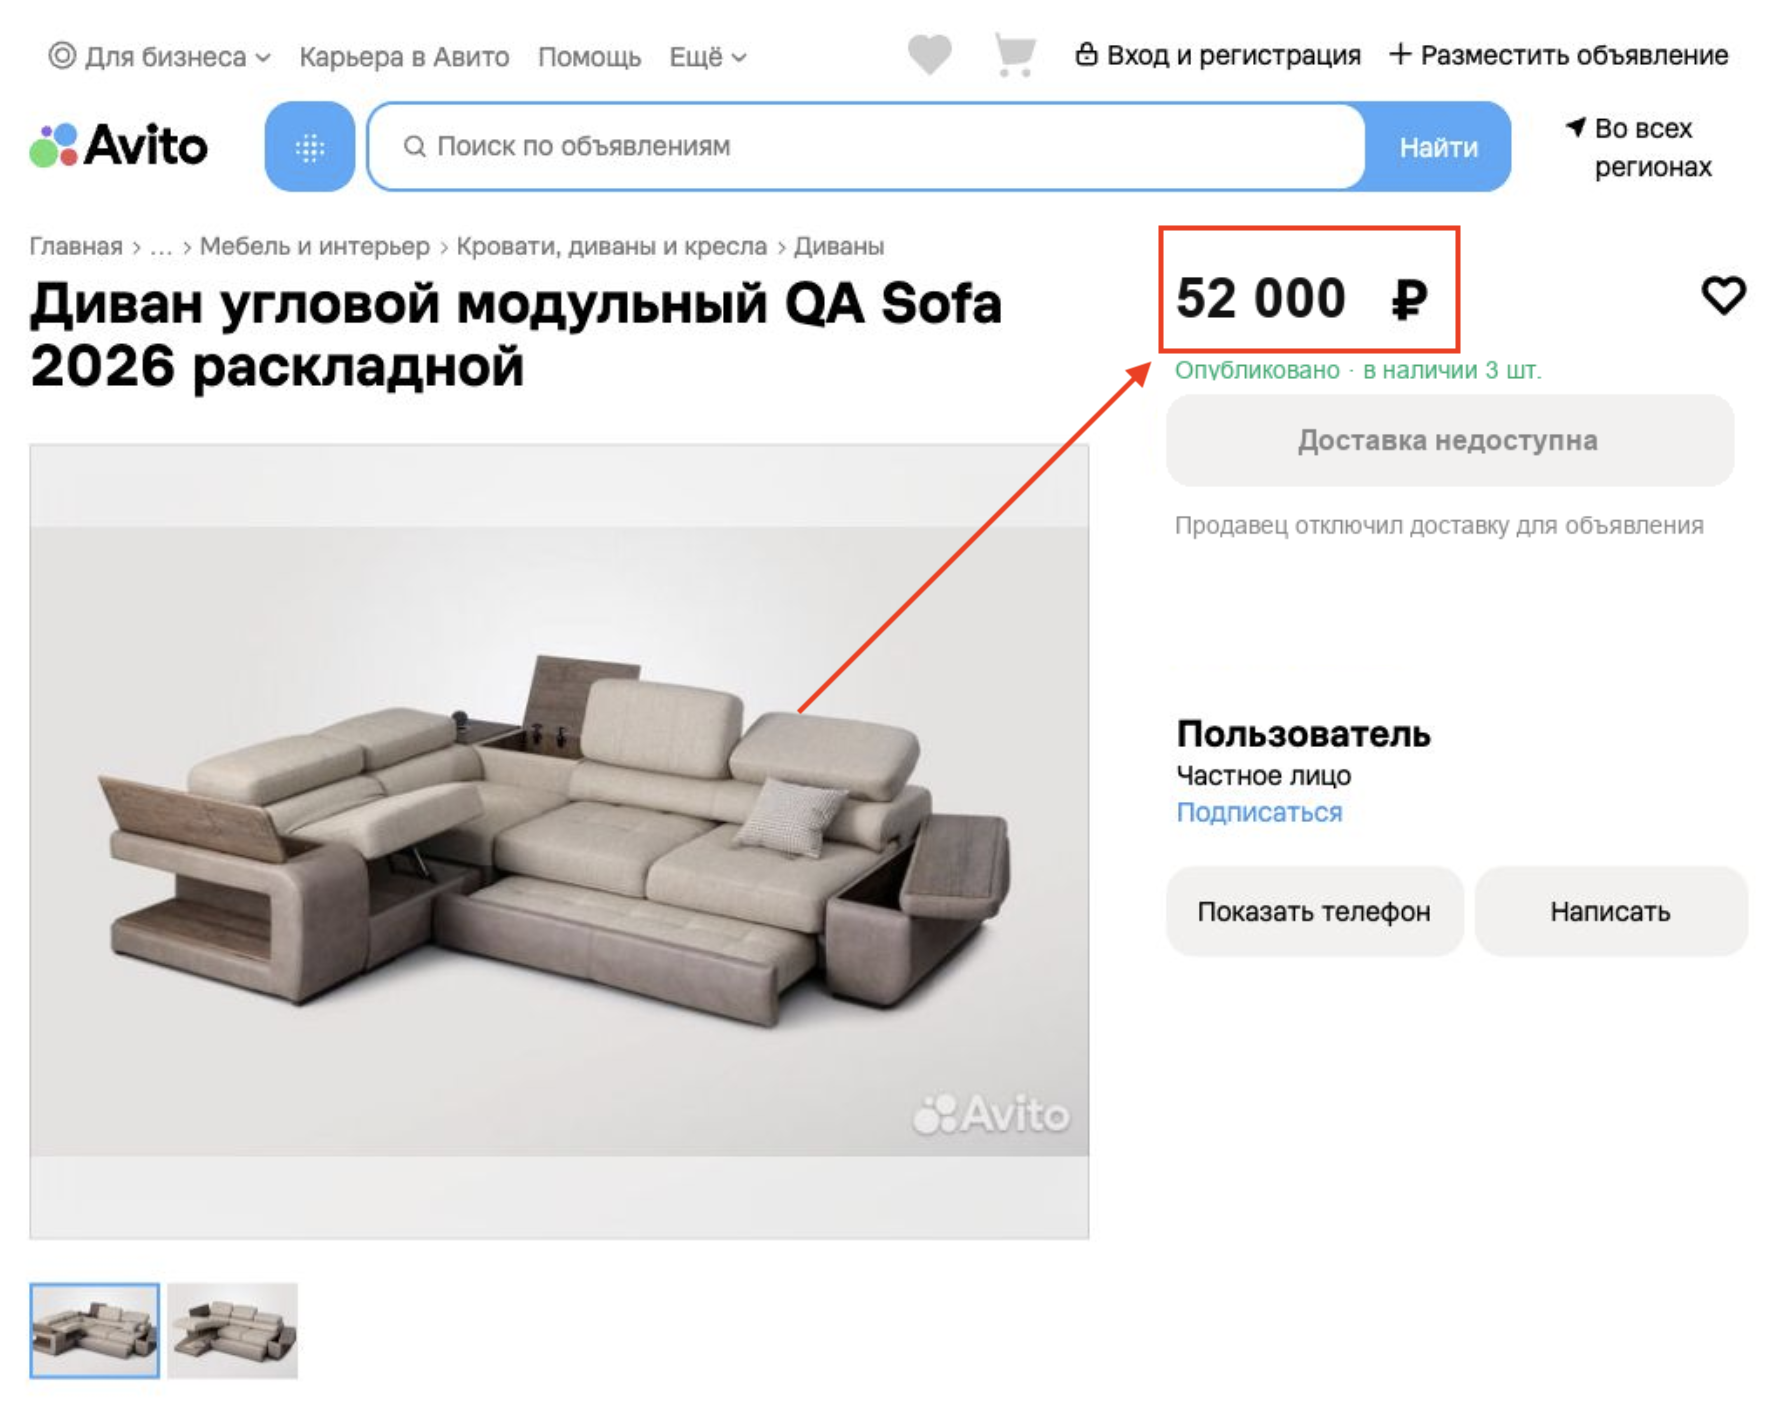 Для бизнеса
Карьера в Авито
Помощь
Ещё
Вход и регистрация
+ Разместить объявление
Avito
Поиск по объявлениям
Найти
Во всех
регионах
Главная > ... > Мебель и интерьер > Кровати, диваны и кресла > Диваны
Диван угловой модульный QA Sofa
2026 раскладной
52 000 ₽
Опубликовано · в наличии 3 шт.
Доставка недоступна
Продавец отключил доставку для объявления
Пользователь
Частное лицо
Подписаться
Показать телефон
Написать
Avito